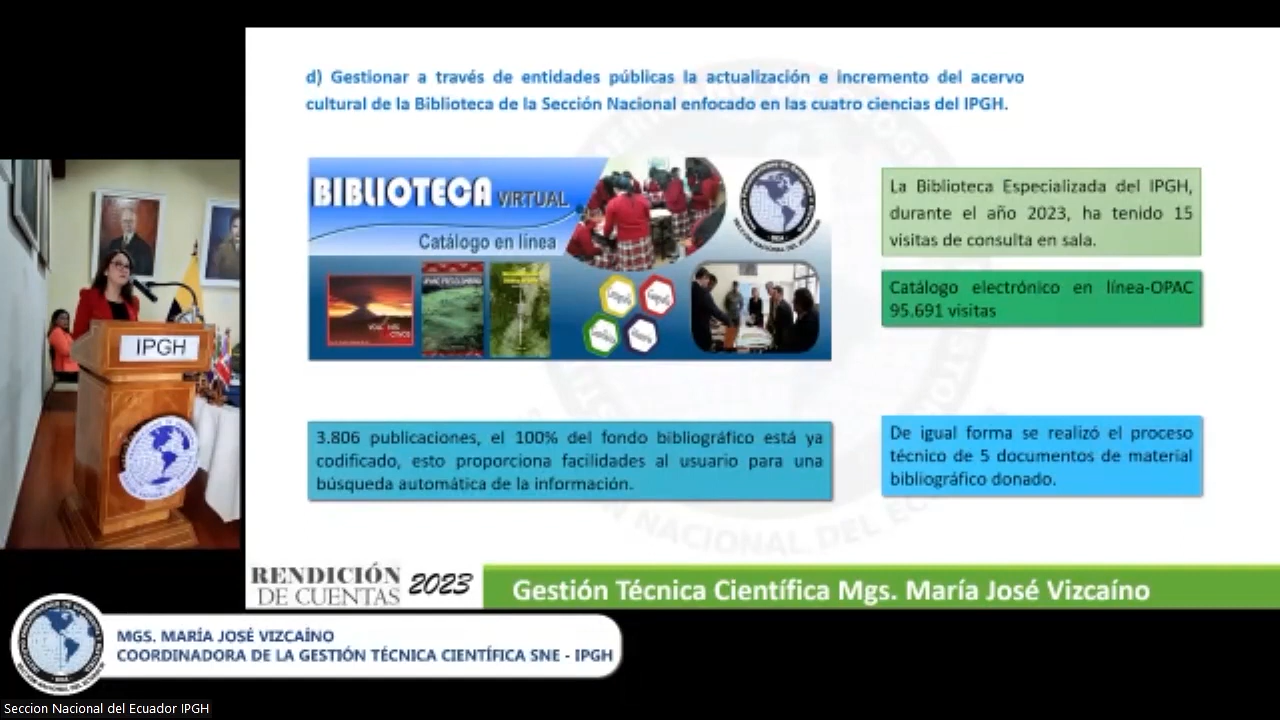 d) Gestionar a través de entidades públicas la actualización e incremento del acervo
cultural de la Biblioteca de la Sección Nacional enfocado en las cuatro ciencias del IPGH.
BIBLIOTECA VIRTUAL
Catálogo en línea
La Biblioteca Especializada del IPGH,
durante el año 2023, ha tenido 15
visitas de consulta en sala.
Catálogo electrónico en línea-OPAC
95.691 visitas
3.806 publicaciones, el 100% del fondo bibliográfico está ya
codificado, esto proporciona facilidades al usuario para una
búsqueda automática de la información.
De igual forma se realizó el proceso
técnico de 5 documentos de material
bibliográfico donado.
IPGH
RENDICIÓN
DE CUENTAS 2023
Gestión Técnica Científica Mgs. María José Vizcaíno
MGS. MARÍA JOSÉ VIZCAÍNO
COORDINADORA DE LA GESTIÓN TÉCNICA CIENTÍFICA SNE - IPGH
Seccion Nacional del Ecuador IPGH